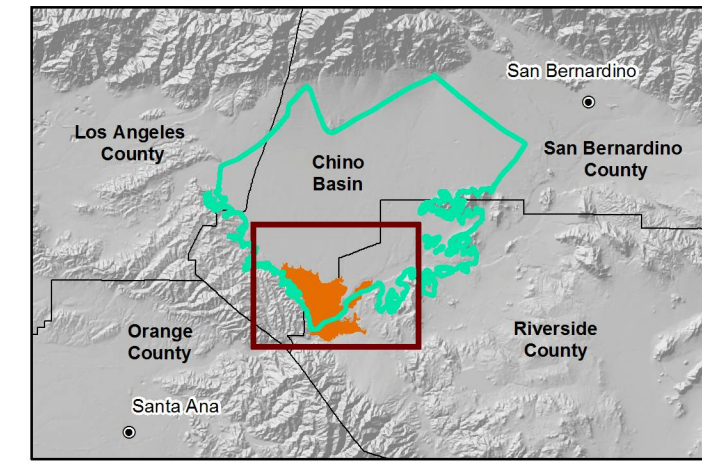 San Bernardino
Los Angeles
County
Chino
Basin
San Bernardino
County
Orange
County
Riverside
County
Santa Ana